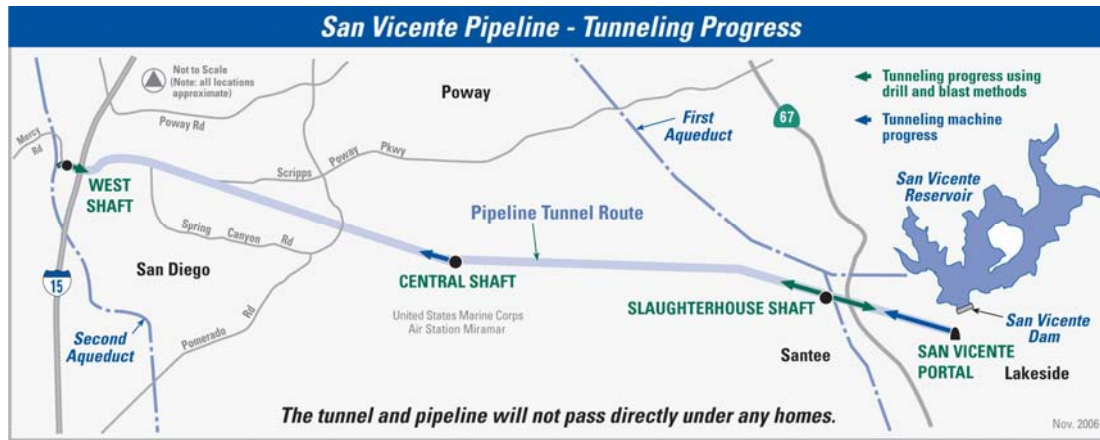 San Vicente Pipeline - Tunneling Progress
Not to Scale
(Note: all locations
approximate)
Poway
Tunneling progress using
drill and blast methods
Tunneling machine
progress
67
First
Aqueduct
Poway Rd
Mercy
Rd
Scripps Poway Pkwy
WEST
SHAFT
San Vicente
Reservoir
Pipeline Tunnel Route
Spring Canyon Rd
San Diego
15
CENTRAL SHAFT
SLAUGHTERHOUSE SHAFT
United States Marine Corps
Air Station Miramar
Second
Aqueduct
Pomerado Rd
San Vicente
Dam
Santee
SAN VICENTE
PORTAL
Lakeside
The tunnel and pipeline will not pass directly under any homes.
Nov. 2006